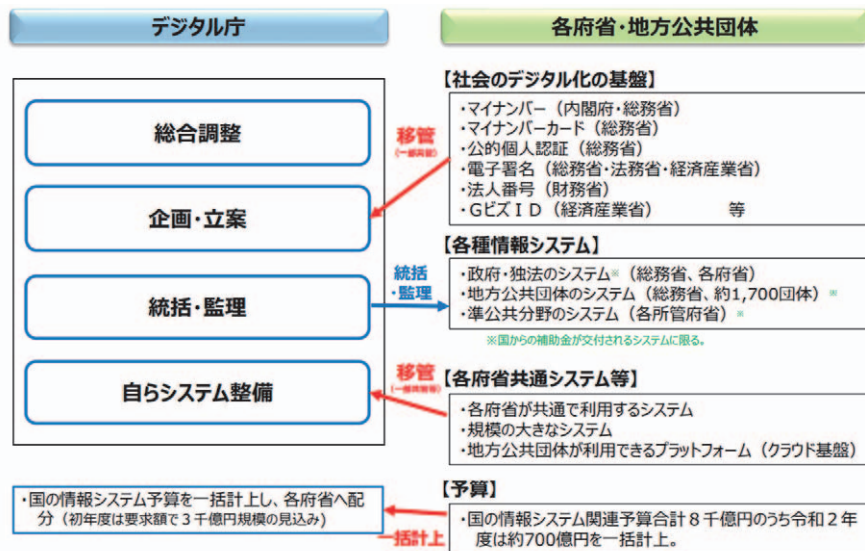 デジタル庁
各府省・地方公共団体
総合調整
企画・立案
統括・監理
自らシステム整備
移管
(一部共管)
統括
・監理
移管
【社会のデジタル化の基盤】
・マイナンバー（内閣府・総務省）
・マイナンバーカード（総務省）
・公的個人認証（総務省）
・電子署名（総務省・法務省・経済産業省）
・法人番号（財務省）
・GビズＩＤ（経済産業省）　　　　等
【各種情報システム】
・政府・独法のシステム※（総務省、各府省）
・地方公共団体のシステム（総務省、約1,700団体）※
・準公共分野のシステム（各所管府省）※
※国からの補助金が交付されるシステムに限る。
【各府省共通システム等】
・各府省が共通で利用するシステム
・規模の大きなシステム
・地方公共団体が利用できるプラットフォーム（クラウド基盤）
・国の情報システム予算を一括計上し、各府省へ配
分（初年度は要求額で３千億円規模の見込み）
一括計上
【予算】
・国の情報システム関連予算合計８千億円のうち令和２年
度は約700億円を一括計上。